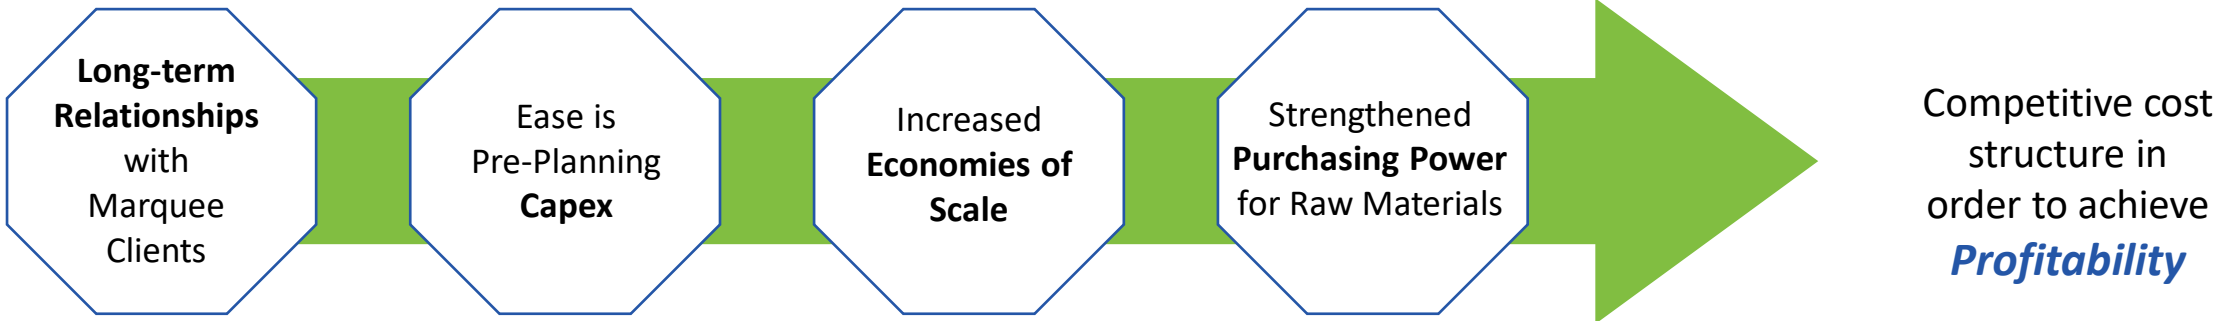 Long-term
Relationships
with
Marquee
Clients
Ease is
Pre-Planning
Capex
Increased
Economies of
Scale
Strengthened
Purchasing Power
for Raw Materials
Competitive cost
structure in
order to achieve
Profitability